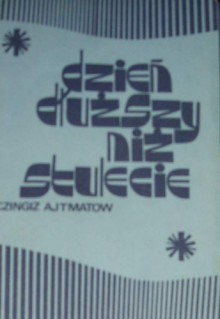 dzień
dłuższy
niż
stulecie
CZINGIZ AJTMATOW